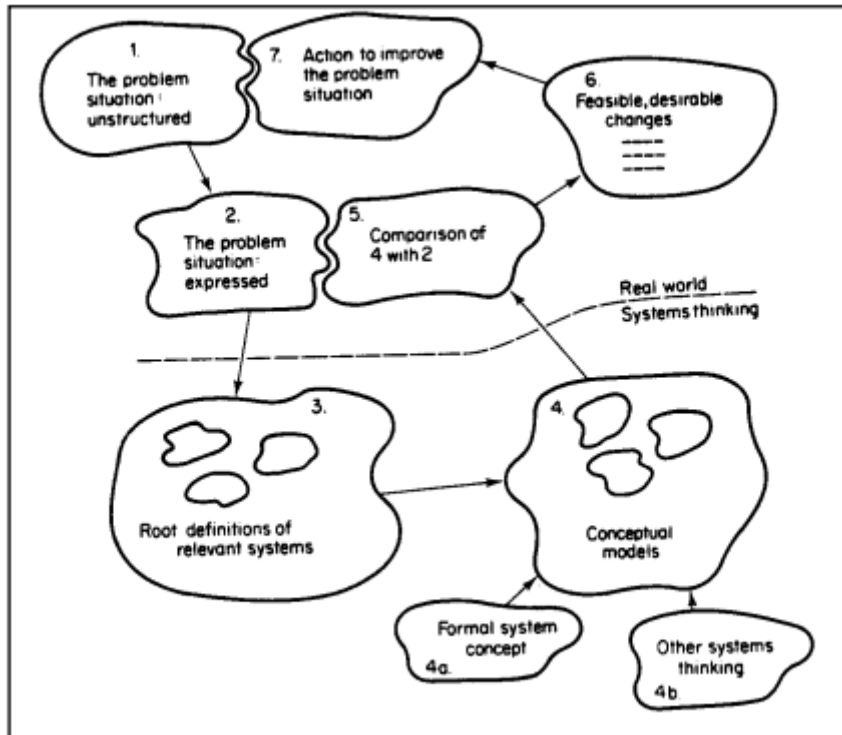 1.
The problem
situation:
unstructured
7. Action to improve
the problem
situation
6.
Feasible, desirable
changes
2.
The problem
situation:
expressed
5.
Comparison of
4 with 2
Real world
Systems thinking
3.
Root definitions of
relevant systems
4.
Conceptual
models
Formal system
concept
4a.
Other systems
thinking
4b.